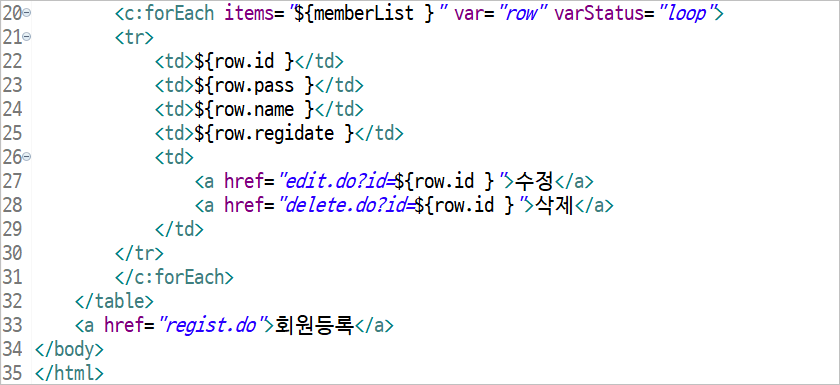 20 <c:forEach items="${memberList }" var="row" varStatus="loop">
21 <tr>
22 <td>${row.id }</td>
23 <td>${row.pass }</td>
24 <td>${row.name }</td>
25 <td>${row.regidate }</td>
26 <td>
27 <a href="edit.do?id=${row.id }">수정</a>
28 <a href="delete.do?id=${row.id }">삭제</a>
29 </td>
30 </tr>
31 </c:forEach>
32 </table>
33 <a href="regist.do">회원등록</a>
34 </body>
35 </html>